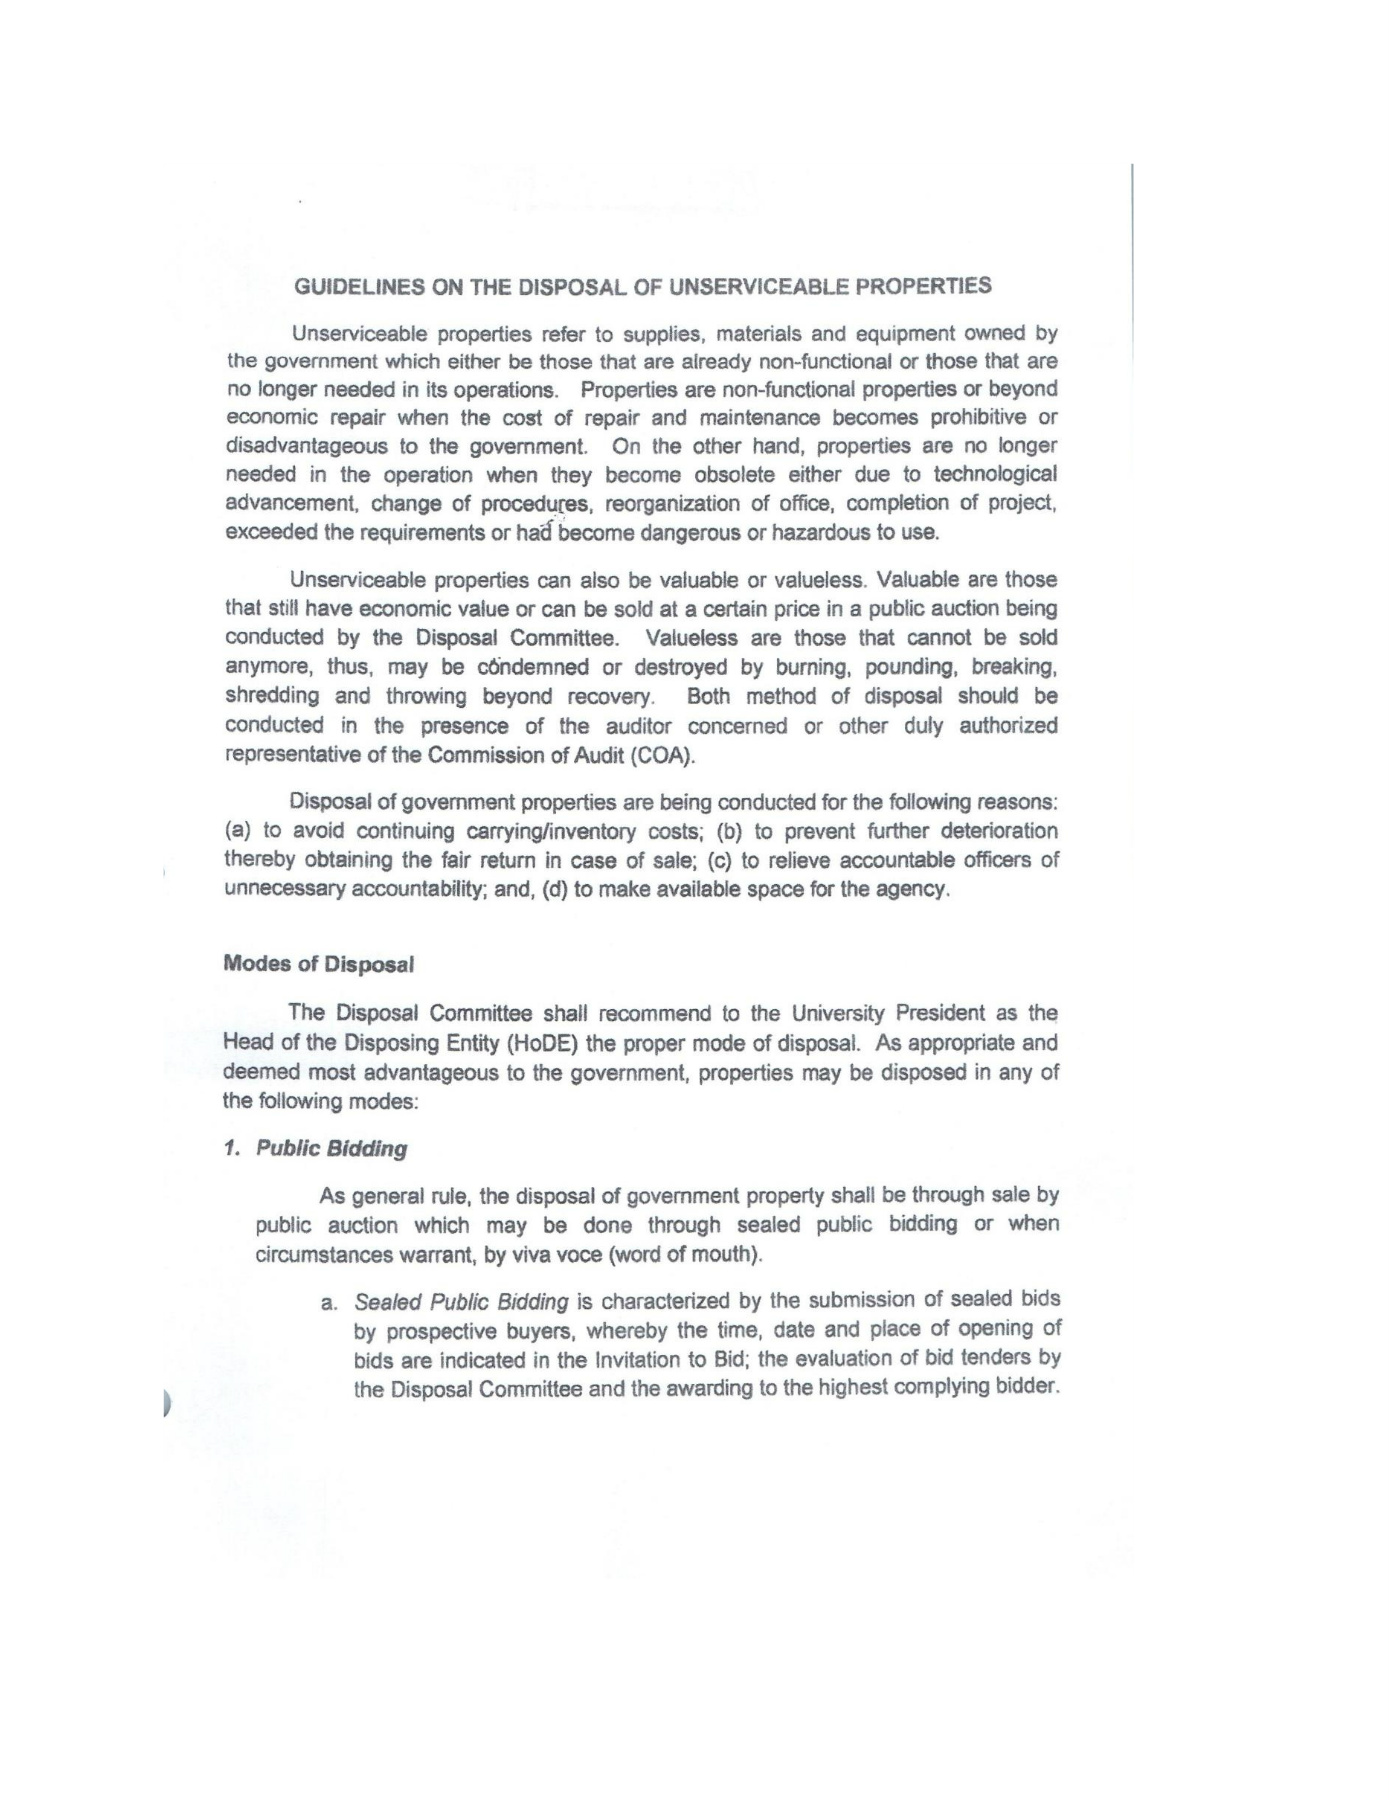 GUIDELINES ON THE DISPOSAL OF UNSERVICEABLE PROPERTIES
Unserviceable properties refer to supplies, materials and equipment owned by
the government which either be those that are already non-functional or those that are
no longer needed in its operations. Properties are non-functional properties or beyond
economic repair when the cost of repair and maintenance becomes prohibitive or
disadvantageous to the government. On the other hand, properties are no longer
needed in the operation when they become obsolete either due to technological
advancement, change of procedures, reorganization of office, completion of project,
exceeded the requirements or had become dangerous or hazardous to use.
Unserviceable properties can also be valuable or valueless. Valuable are those
that still have economic value or can be sold at a certain price in a public auction being
conducted by the Disposal Committee. Valueless are those that cannot be sold
anymore, thus, may be condemned or destroyed by burning, pounding, breaking,
shredding and throwing beyond recovery. Both method of disposal should be
conducted in the presence of the auditor concerned or other duly authorized
representative of the Commission of Audit (COA).
Disposal of government properties are being conducted for the following reasons:
(a) to avoid continuing carrying/inventory costs; (b) to prevent further deterioration
thereby obtaining the fair return in case of sale; (c) to relieve accountable officers of
unnecessary accountability; and, (d) to make available space for the agency.
Modes of Disposal
The Disposal Committee shall recommend to the University President as the
Head of the Disposing Entity (HoDE) the proper mode of disposal. As appropriate and
deemed most advantageous to the government, properties may be disposed in any of
the following modes:
1. Public Bidding
As general rule, the disposal of government property shall be through sale by
public auction which may be done through sealed public bidding or when
circumstances warrant, by viva voce (word of mouth).
a. Sealed Public Bidding is characterized by the submission of sealed bids
by prospective buyers, whereby the time, date and place of opening of
bids are indicated in the Invitation to Bid; the evaluation of bid tenders by
the Disposal Committee and the awarding to the highest complying bidder.